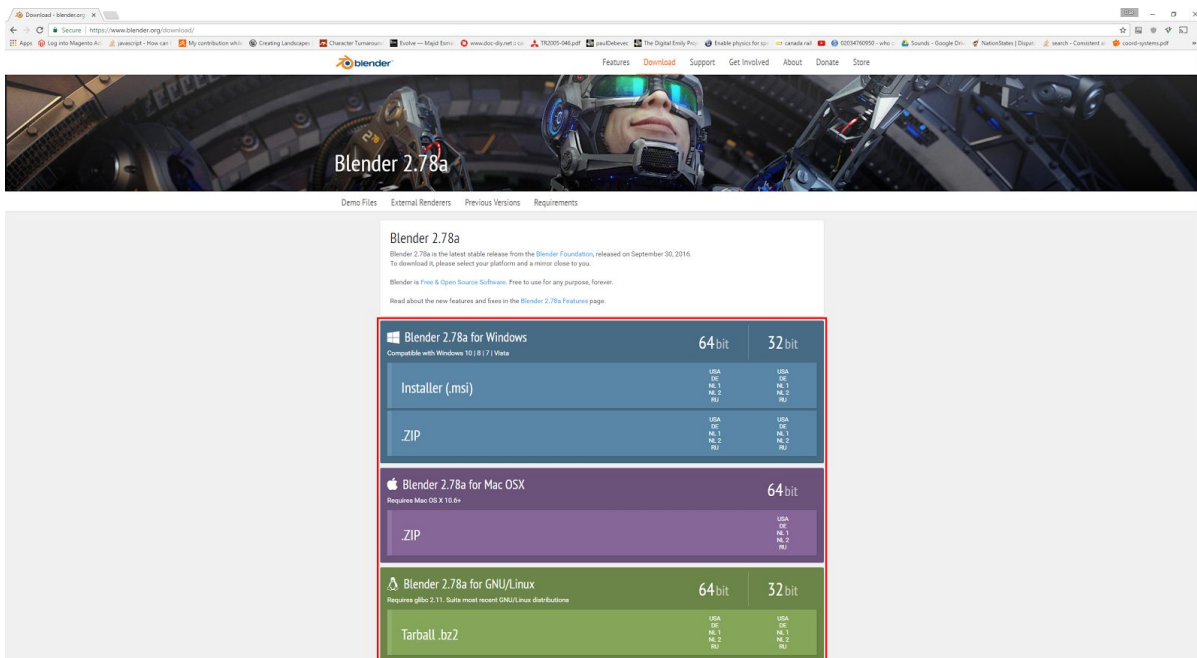 Download - blender.org
Secure | https://www.blender.org/download/
Apps Log into Magento Ad javascript - How can I My contribution while Creating Landscapes Character Turnaround Evolve — Majid Esma www.doc-diy.net :: co TR2005-046.pdf paulDebevec The Digital Emily Proj Enable physics for sp canada rail 02034760950 - who c Sounds - Google Driv NationStates | Dispat search - Consistent a coord-systems.pdf
blender
Features Download Support Get Involved About Donate Store
Blender 2.78a
Demo Files External Renderers Previous Versions Requirements
Blender 2.78a
Blender 2.78a is the latest stable release from the Blender Foundation, released on September 30, 2016.
To download it, please select your platform and a mirror close to you.
Blender is Free & Open Source Software. Free to use for any purpose, forever.
Read about the new features and fixes in the Blender 2.78a Features page.
Blender 2.78a for Windows 64 bit 32 bit
Compatible with Windows 10 | 8 | 7 | Vista
Installer (.msi)
USA USA
DE DE
NL 1 NL 1
NL 2 NL 2
RU RU
.ZIP
USA USA
DE DE
NL 1 NL 1
NL 2 NL 2
RU RU
Blender 2.78a for Mac OSX 64 bit
Requires Mac OS X 10.6+
.ZIP
USA
DE
NL 1
NL 2
RU
Blender 2.78a for GNU/Linux 64 bit 32 bit
Requires glibc 2.11. Suits most recent GNU/Linux distributions
Tarball .bz2
USA USA
DE DE
NL 1 NL 1
NL 2 NL 2
RU RU